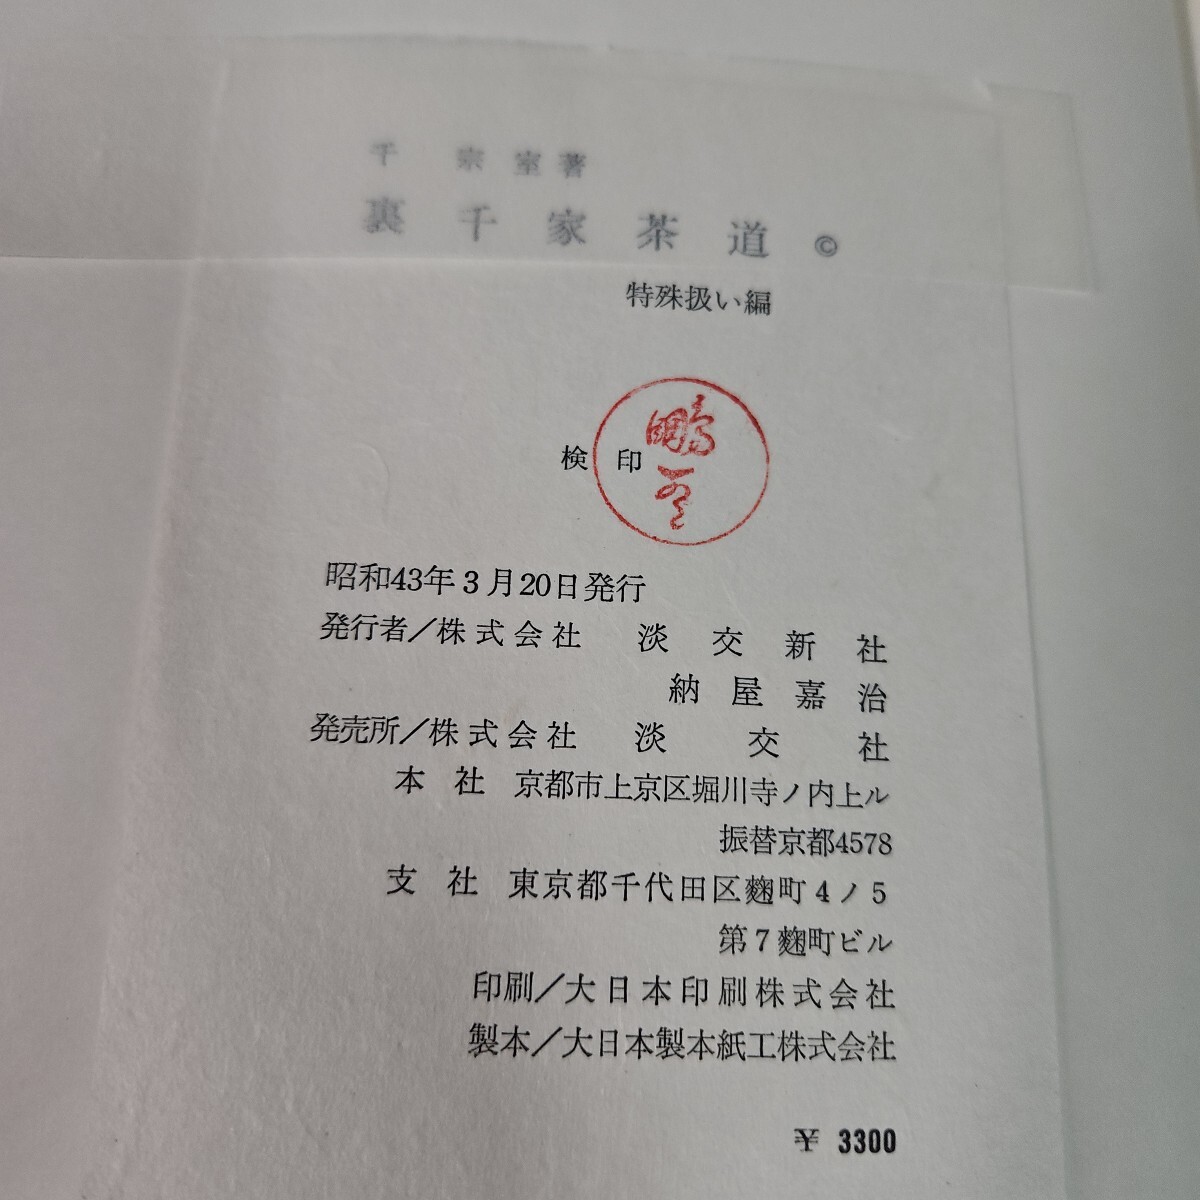 千宗室著
裏千家茶道 ©
特殊扱い編
検印
昭和43年3月20日発行
発行者/株式会社 淡交新社
納屋嘉治
発売所/株式会社 淡交社
本社 京都市上京区堀川寺ノ内上ル
振替京都4578
支社 東京都千代田区麴町4ノ5
第7麴町ビル
印刷/大日本印刷株式会社
製本/大日本製本紙工株式会社
¥ 3300